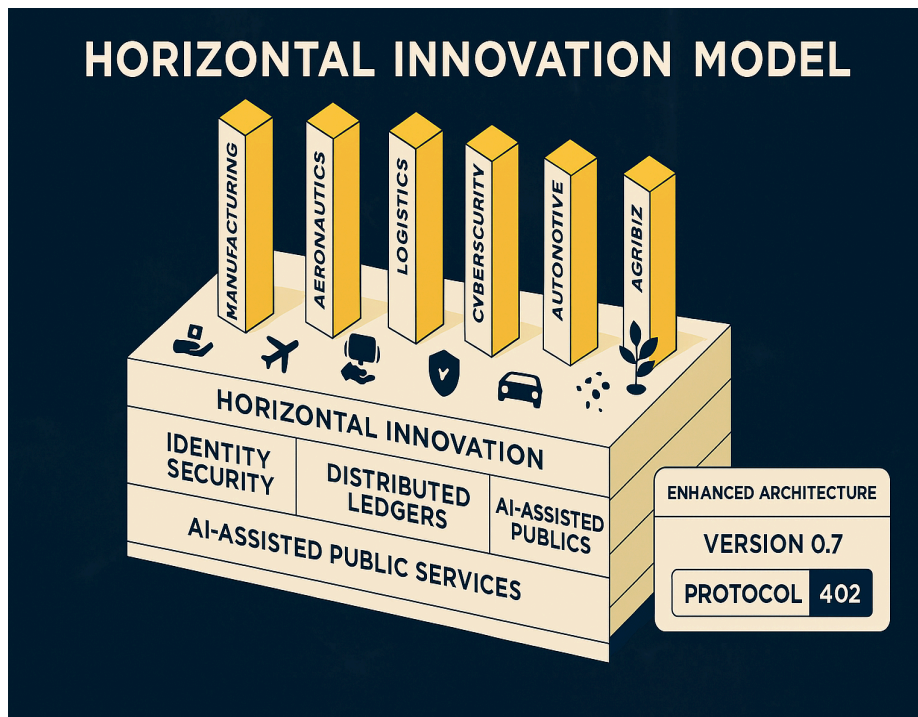 HORIZONTAL INNOVATION MODEL
MANUFACTURING
AERONAUTICS
LOGISTICS
CVBERSCURITY
AUTONOTIVE
AGRIBIZ
HORIZONTAL INNOVATION
IDENTITY
SECURITY
DISTRIBUTED
LEDGERS
AI-ASSISTED
PUBLICS
AI-ASSISTED PUBLIC SERVICES
ENHANCED ARCHITECTURE
VERSION 0.7
PROTOCOL 402